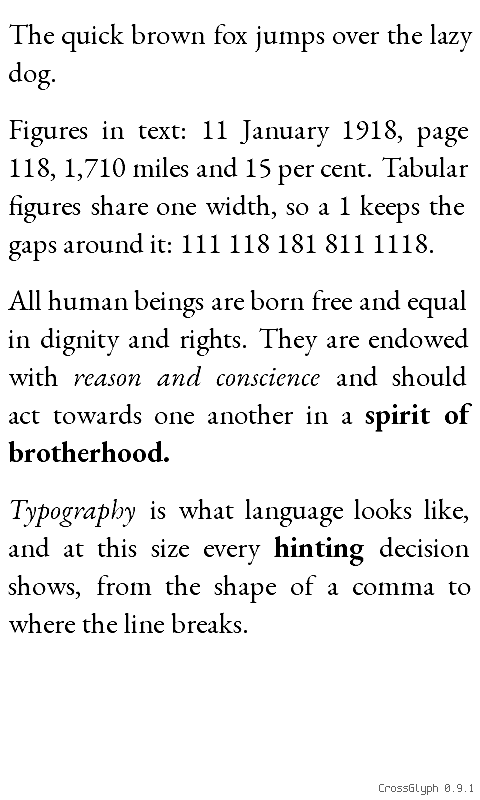 The quick brown fox jumps over the lazy
dog.
Figures in text: 11 January 1918, page
118, 1,710 miles and 15 per cent. Tabular
figures share one width, so a 1 keeps the
gaps around it: 111 118 181 811 1118.
All human beings are born free and equal
in dignity and rights. They are endowed
with reason and conscience and should
act towards one another in a spirit of
brotherhood.
Typography is what language looks like,
and at this size every hinting decision
shows, from the shape of a comma to
where the line breaks.
CrossGlyph 0.9.1